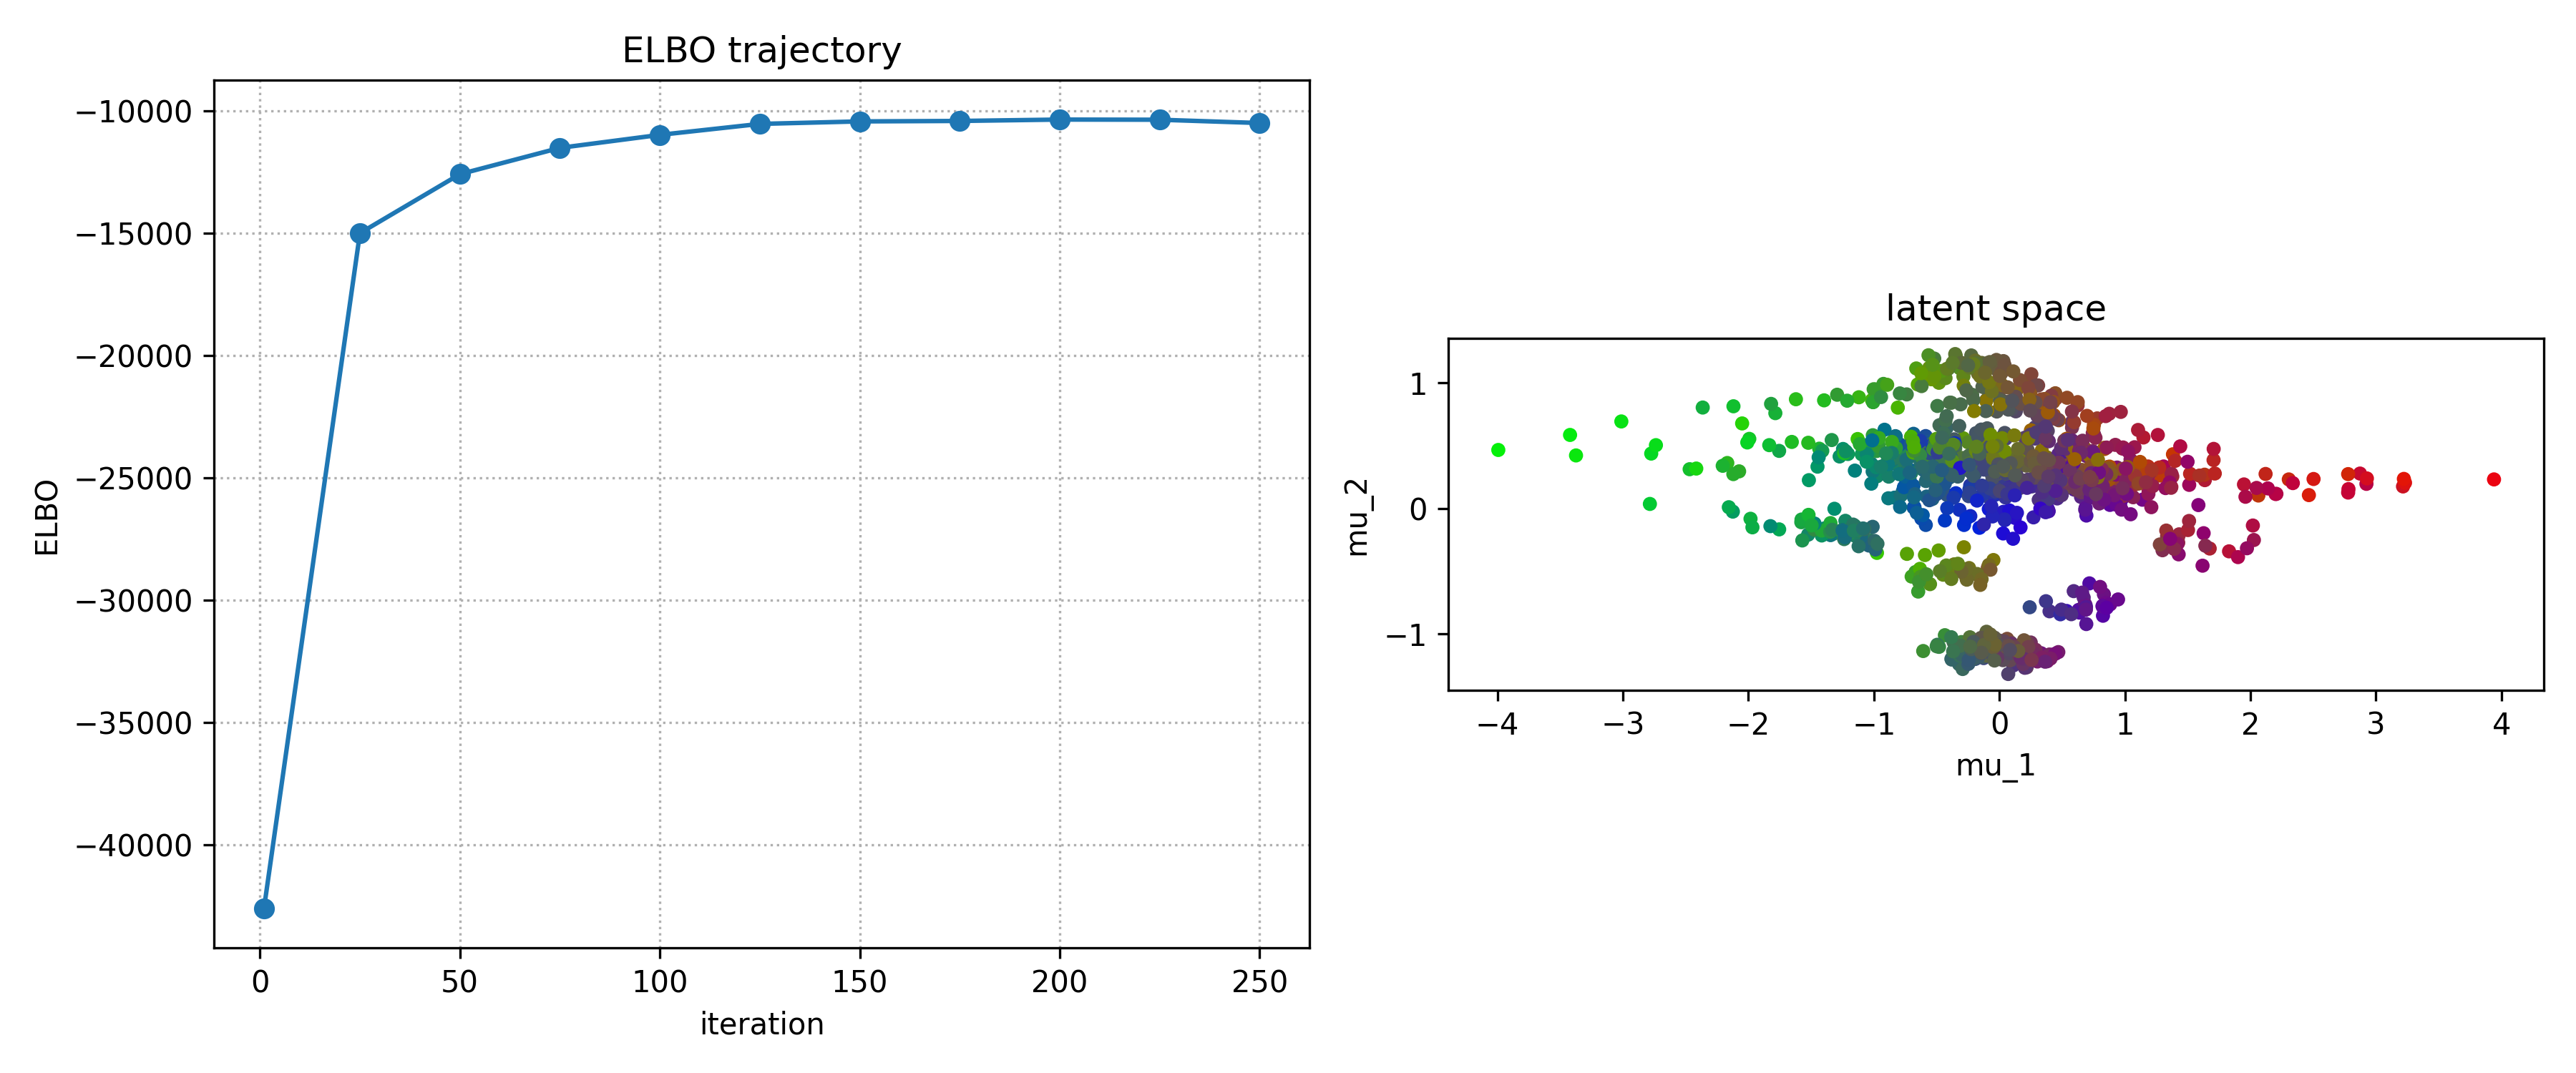 ELBO trajectory
−10000
−15000
−20000
−25000
−30000
−35000
−40000
ELBO
0 50 100 150 200 250
iteration
latent space
1
0
−1
mu_2
−4 −3 −2 −1 0 1 2 3 4
mu_1